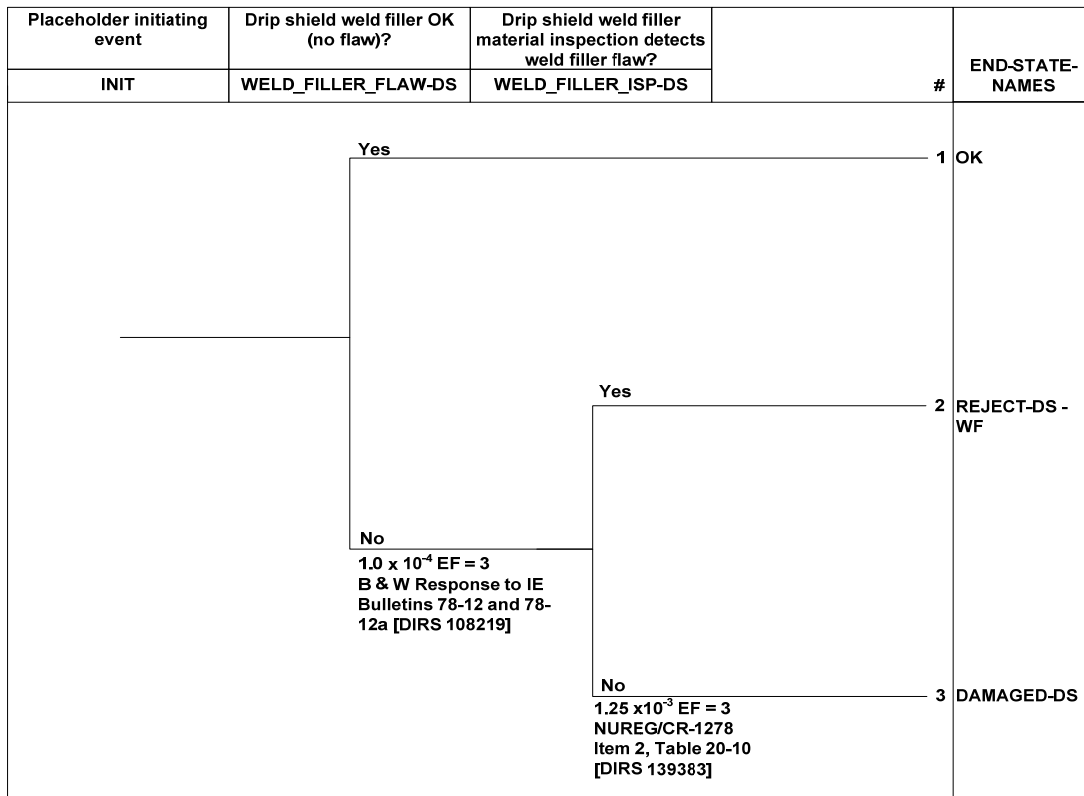 Placeholder initiating
event
Drip shield weld filler OK
(no flaw)?
Drip shield weld filler
material inspection detects
weld filler flaw?
END-STATE-
NAMES
INIT
WELD_FILLER_FLAW-DS
WELD_FILLER_ISP-DS
#
Yes
1 OK
Yes
2 REJECT-DS -
WF
No
1.0 x 10⁻⁴ EF = 3
B & W Response to IE
Bulletins 78-12 and 78-
12a [DIRS 108219]
No
3 DAMAGED-DS
1.25 x10⁻³ EF = 3
NUREG/CR-1278
Item 2, Table 20-10
[DIRS 139383]